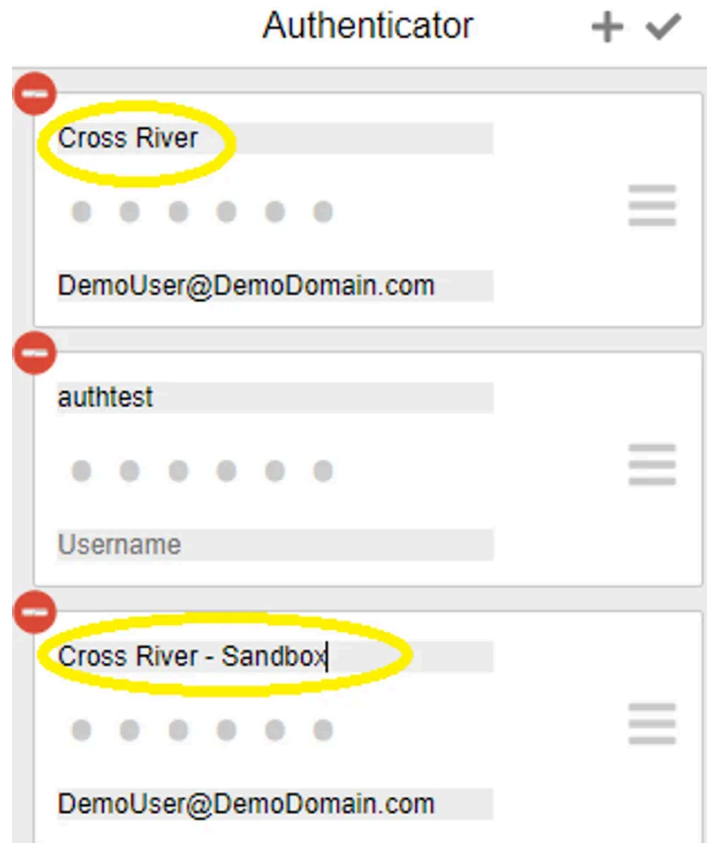 Authenticator
Cross River
DemoUser@DemoDomain.com
authtest
Username
Cross River - Sandbox
DemoUser@DemoDomain.com